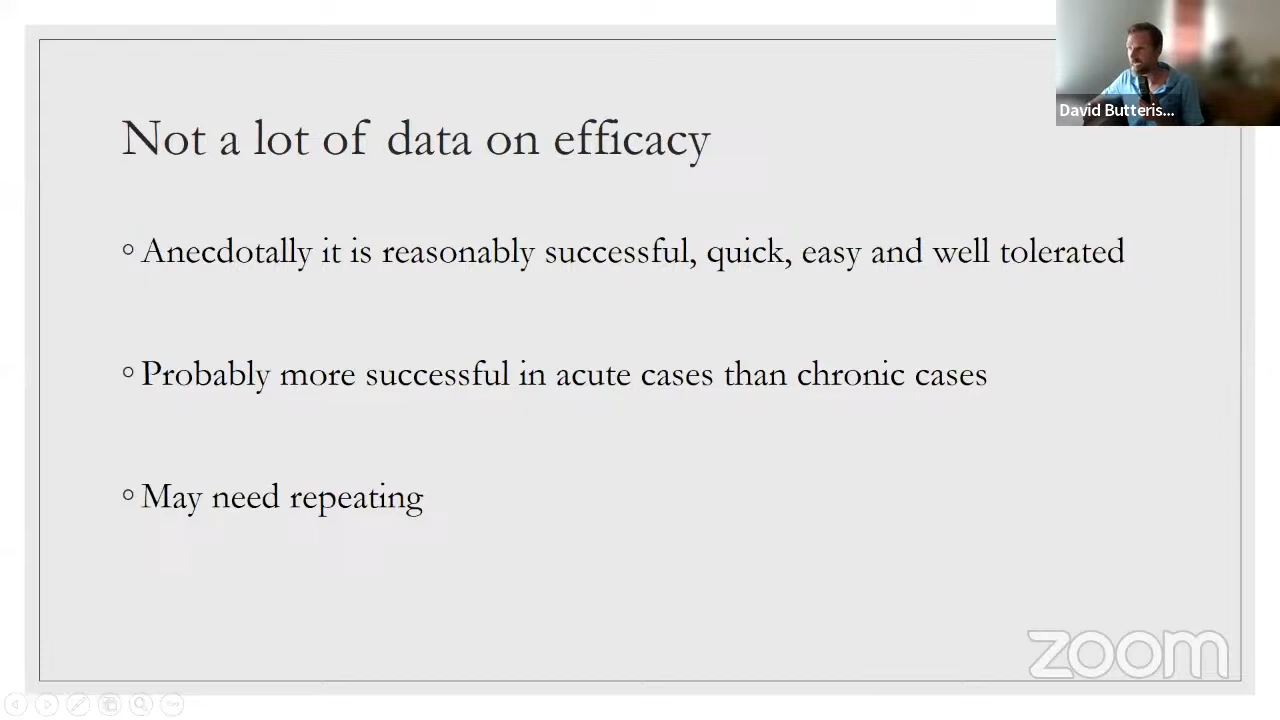 David Butteris...
Not a lot of data on efficacy
Anecdotally it is reasonably successful, quick, easy and well tolerated
Probably more successful in acute cases than chronic cases
May need repeating
zoom